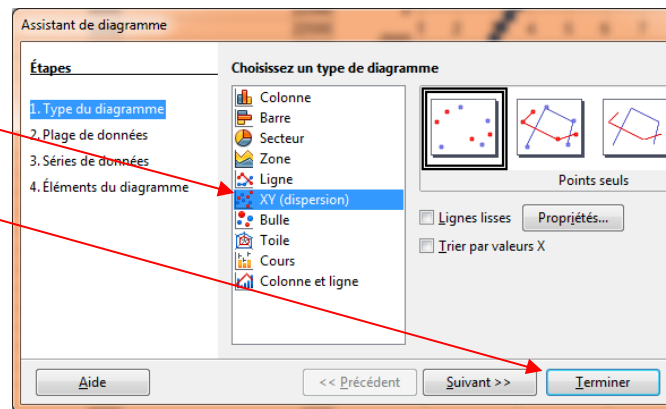 Assistant de diagramme
Étapes
1. Type du diagramme
2. Plage de données
3. Séries de données
4. Éléments du diagramme
Choisissez un type de diagramme
Colonne
Barre
Secteur
Zone
Ligne
XY (dispersion)
Bulle
Toile
Cours
Colonne et ligne
Points seuls
Lignes lisses
Propriétés...
Trier par valeurs X
Aide
<< Précédent
Suivant >>
Terminer